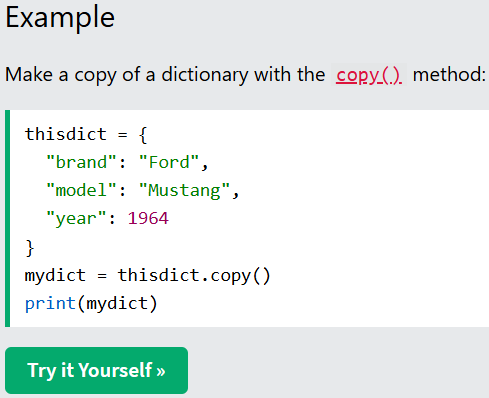 Example
Make a copy of a dictionary with the copy() method:
thisdict = {
  "brand": "Ford",
  "model": "Mustang",
  "year": 1964
}
mydict = thisdict.copy()
print(mydict)
Try it Yourself »